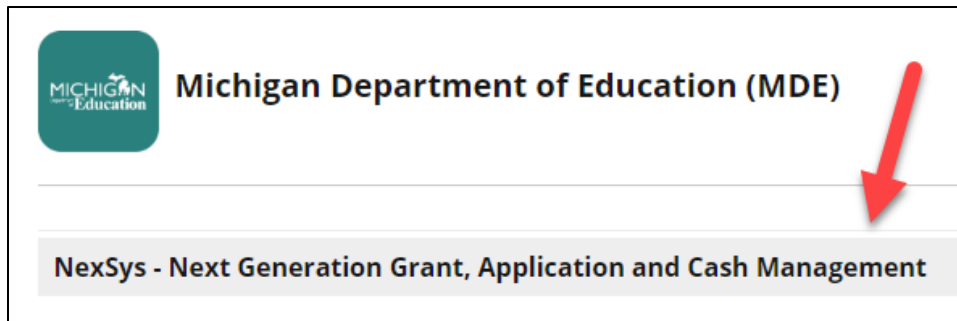 MICHIGAN
Education
Michigan Department of Education (MDE)
NexSys - Next Generation Grant, Application and Cash Management